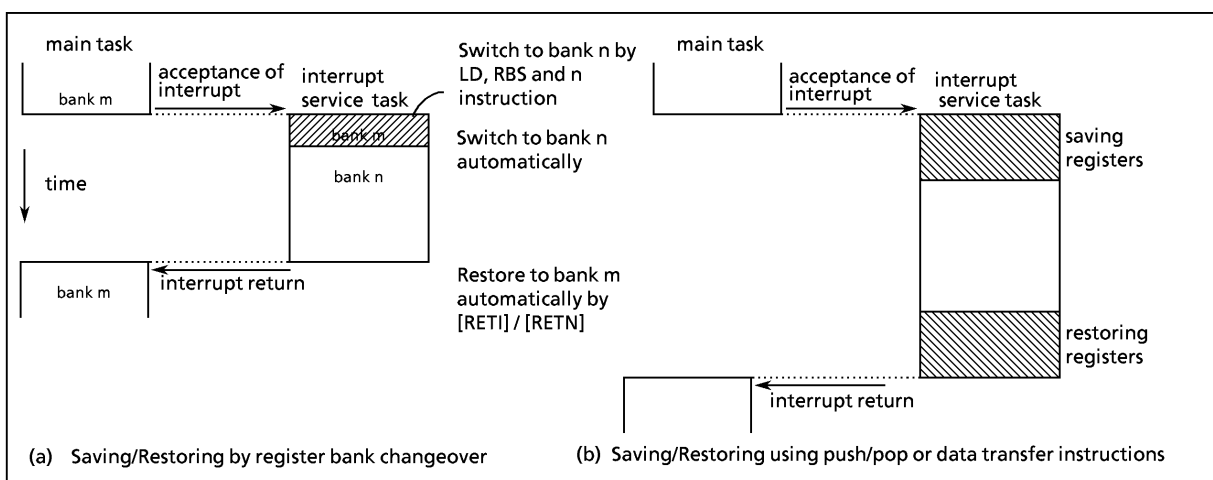 main task
bank m
acceptance of
interrupt
interrupt
service task
Switch to bank n by
LD, RBS and n
instruction
bank m
Switch to bank n
automatically
bank n
time
interrupt return
bank m
Restore to bank m
automatically by
[RETI] / [RETN]
(a) Saving/Restoring by register bank changeover
main task
acceptance of
interrupt
interrupt
service task
saving
registers
restoring
registers
interrupt return
(b) Saving/Restoring using push/pop or data transfer instructions